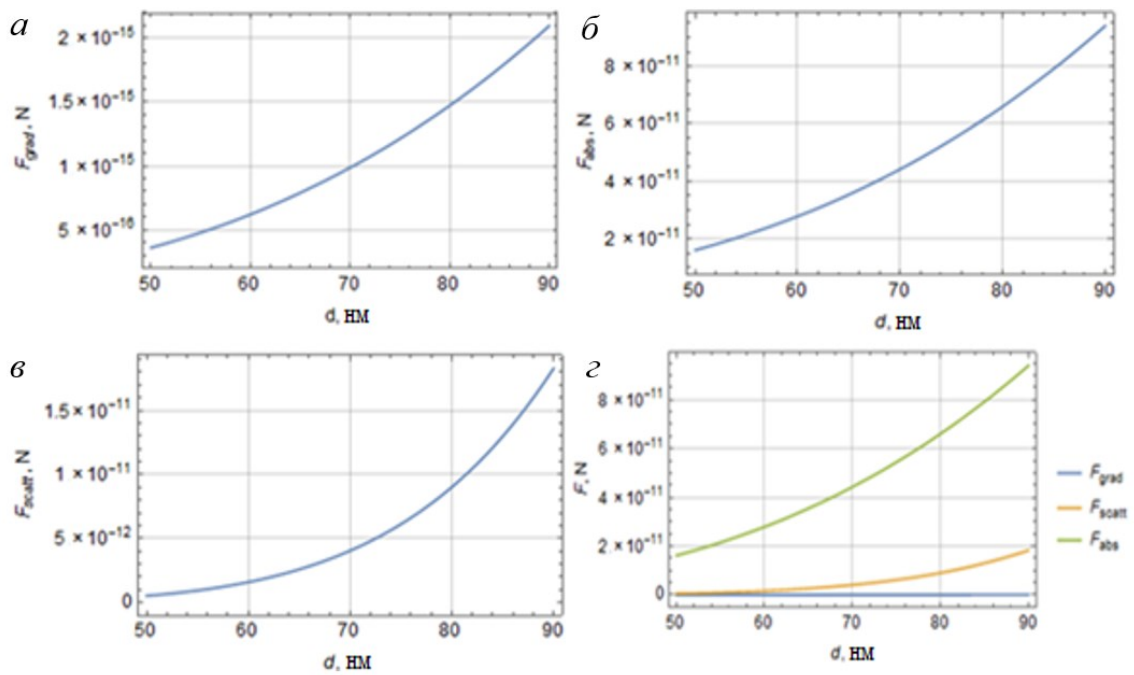 а
2 × 10⁻¹⁵
1.5 × 10⁻¹⁵
1 × 10⁻¹⁵
5 × 10⁻¹⁶
F_grad, N
50 60 70 80 90
d, нм
б
8 × 10⁻¹¹
6 × 10⁻¹¹
4 × 10⁻¹¹
2 × 10⁻¹¹
F_abs, N
50 60 70 80 90
d, нм
в
1.5 × 10⁻¹¹
1 × 10⁻¹¹
5 × 10⁻¹²
0
F_scatt, N
50 60 70 80 90
d, нм
г
8 × 10⁻¹¹
6 × 10⁻¹¹
4 × 10⁻¹¹
2 × 10⁻¹¹
0
F, N
50 60 70 80 90
d, нм
F_grad
F_scatt
F_abs